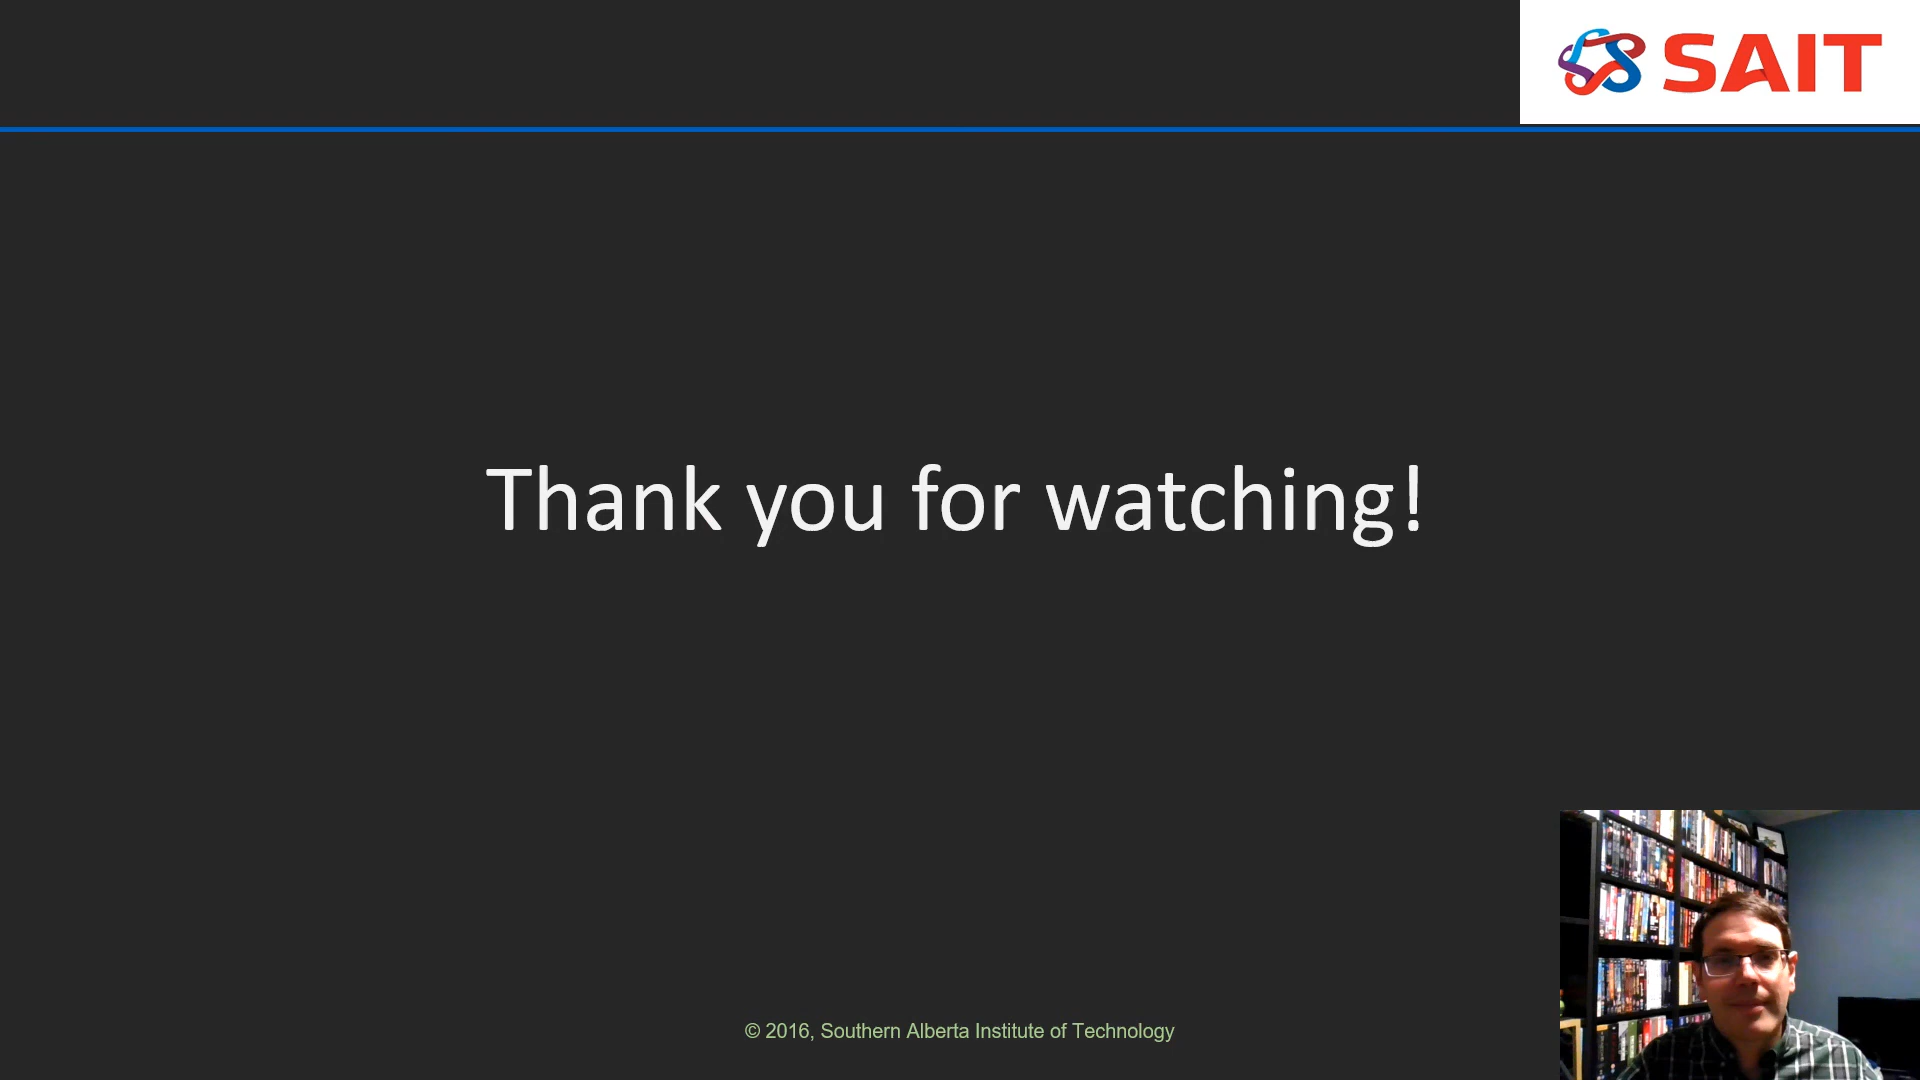 SAIT
Thank you for watching!
© 2016, Southern Alberta Institute of Technology